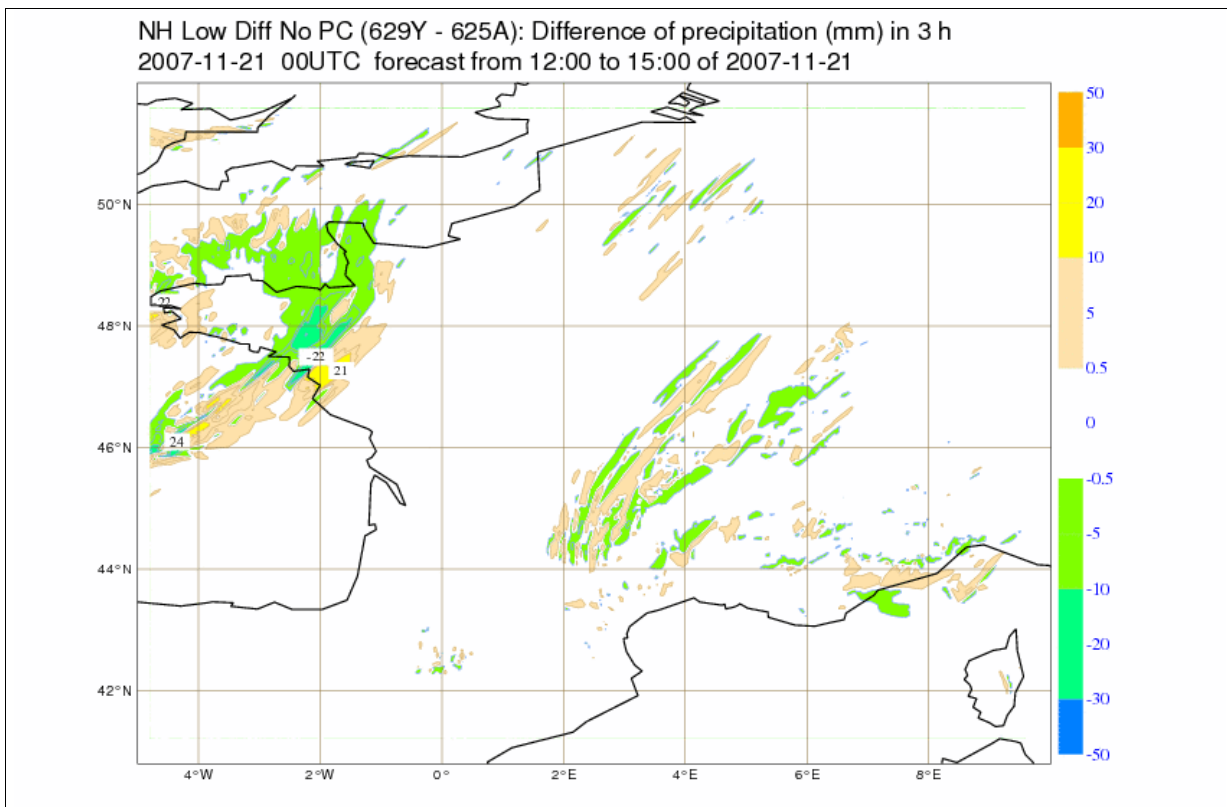 NH Low Diff No PC (629Y - 625A): Difference of precipitation (mm) in 3 h
2007-11-21 00UTC forecast from 12:00 to 15:00 of 2007-11-21
50
30
20
10
5
0.5
0
-0.5
-5
-10
-20
-30
-50
50°N
48°N
46°N
44°N
42°N
22
-22
21
24
4°W
2°W
0°
2°E
4°E
6°E
8°E